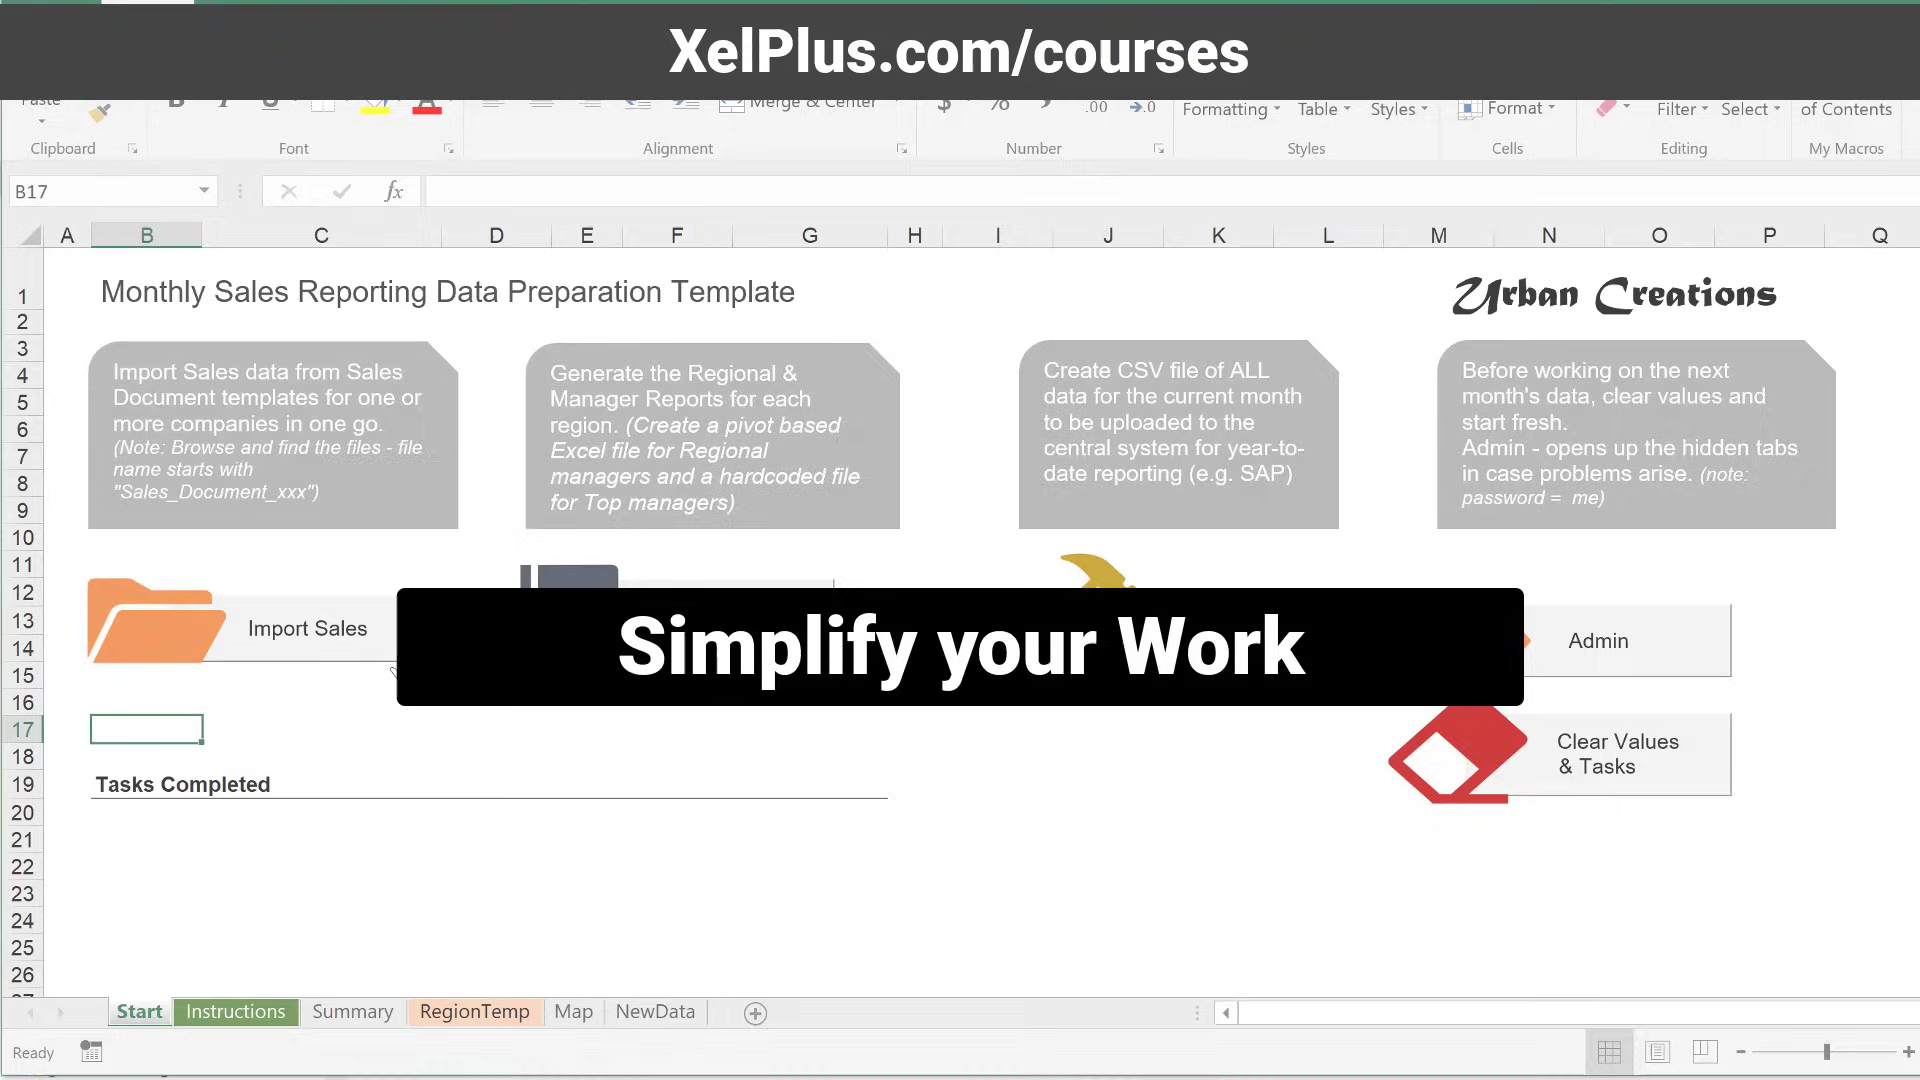 XelPlus.com/courses
Paste
B I U
Merge & Center
$ % .00 .0
Formatting Table Styles
Format
Filter Select
of Contents
Clipboard
Font
Alignment
Number
Styles
Cells
Editing
My Macros
B17
fx
A B C D E F G H I J K L M N O P Q
1
2
3
4
5
6
7
8
9
10
11
12
13
14
15
16
17
18
19
20
21
22
23
24
25
26
Monthly Sales Reporting Data Preparation Template
Urban Creations
Import Sales data from Sales
Document templates for one or
more companies in one go.
(Note: Browse and find the files - file
name starts with
"Sales_Document_xxx")
Generate the Regional &
Manager Reports for each
region. (Create a pivot based
Excel file for Regional
managers and a hardcoded file
for Top managers)
Create CSV file of ALL
data for the current month
to be uploaded to the
central system for year-to-
date reporting (e.g. SAP)
Before working on the next
month's data, clear values and
start fresh.
Admin - opens up the hidden tabs
in case problems arise. (note:
password = me)
Import Sales
Simplify your Work
Admin
Clear Values
& Tasks
Tasks Completed
Start Instructions Summary RegionTemp Map NewData
Ready